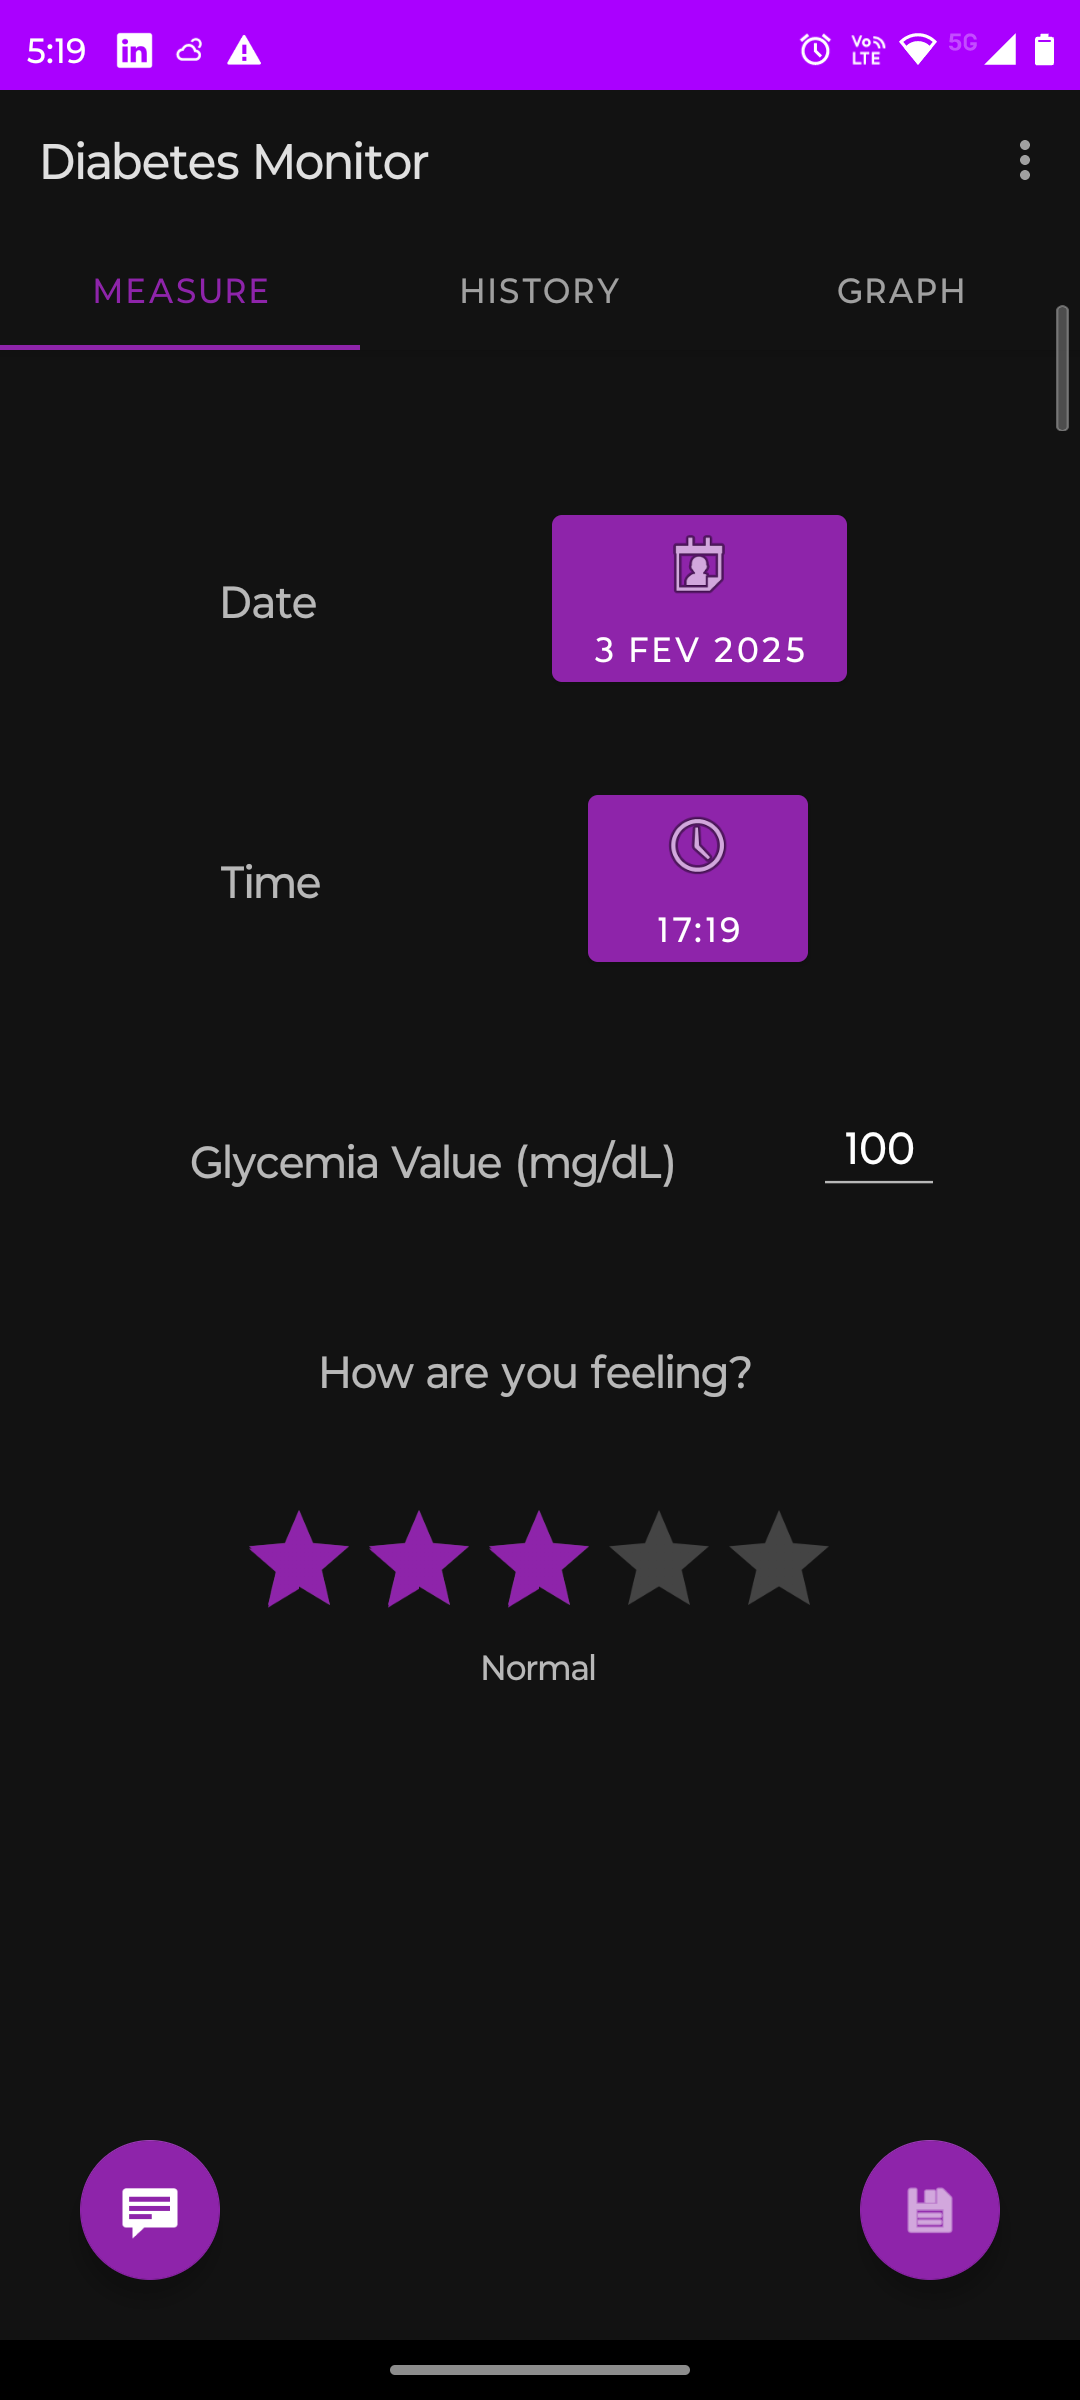 5:19
in
Vo LTE
5G
Diabetes Monitor
MEASURE
HISTORY
GRAPH
Date
3 FEV 2025
Time
17:19
Glycemia Value (mg/dL)
100
How are you feeling?
Normal